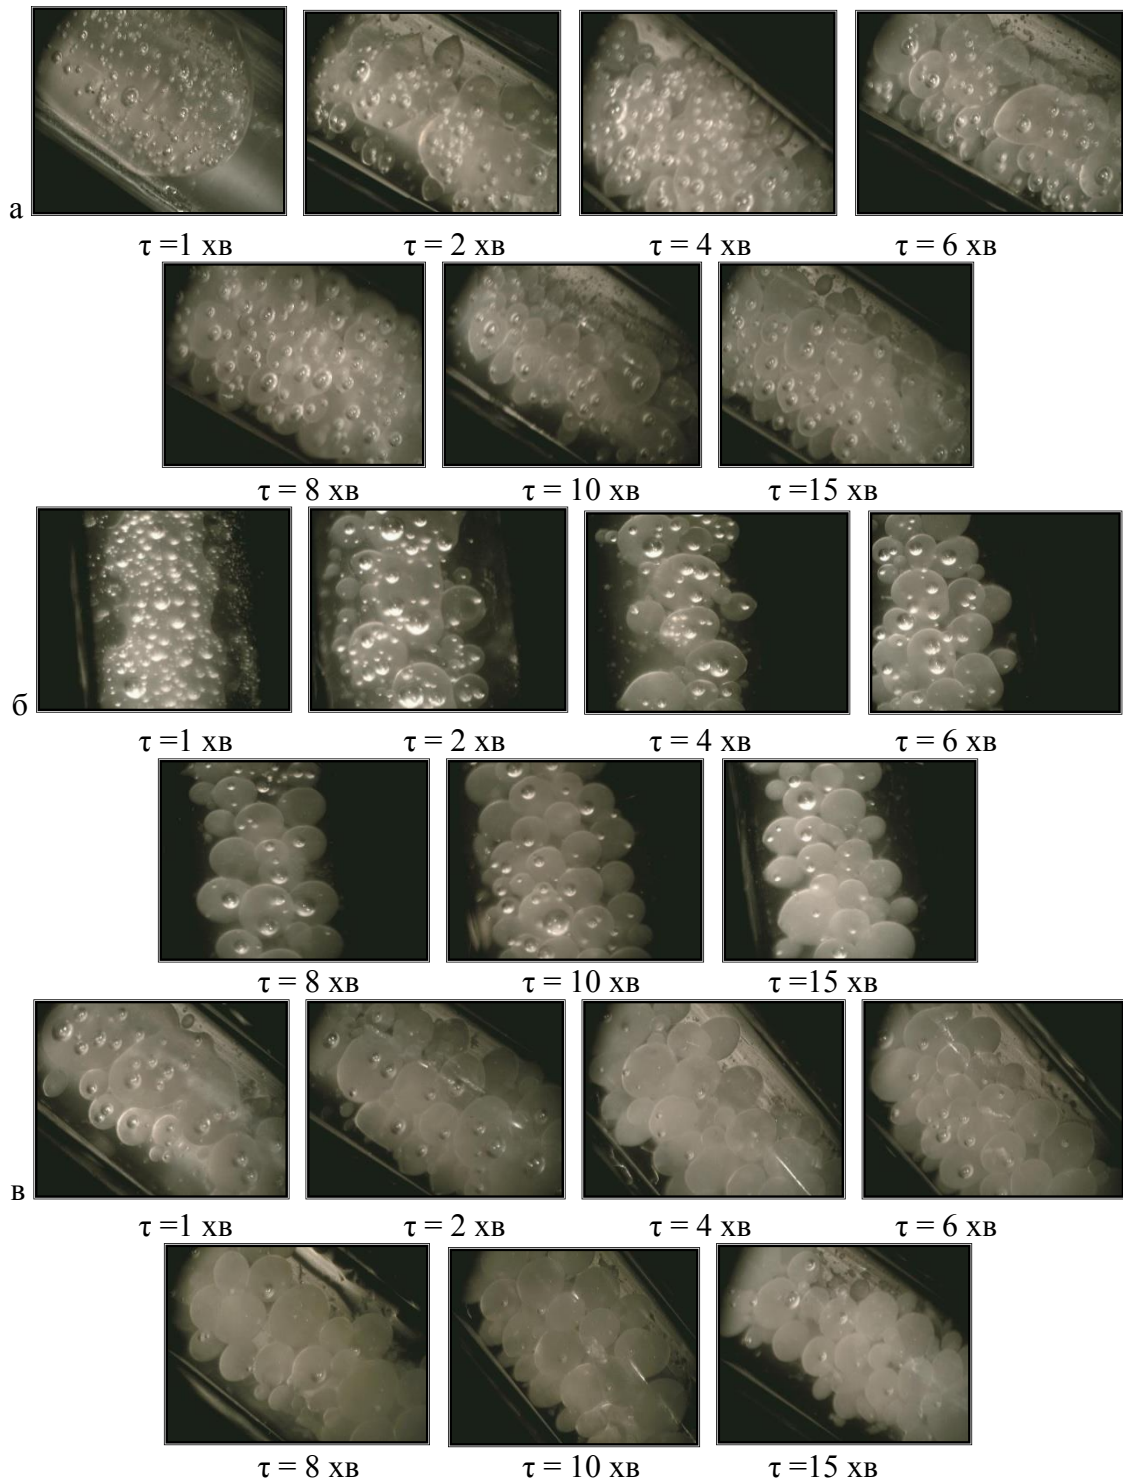 а
τ =1 хв τ = 2 хв τ = 4 хв τ = 6 хв
τ = 8 хв τ = 10 хв τ =15 хв
б
τ =1 хв τ = 2 хв τ = 4 хв τ = 6 хв
τ = 8 хв τ = 10 хв τ =15 хв
в
τ =1 хв τ = 2 хв τ = 4 хв τ = 6 хв
τ = 8 хв τ = 10 хв τ =15 хв